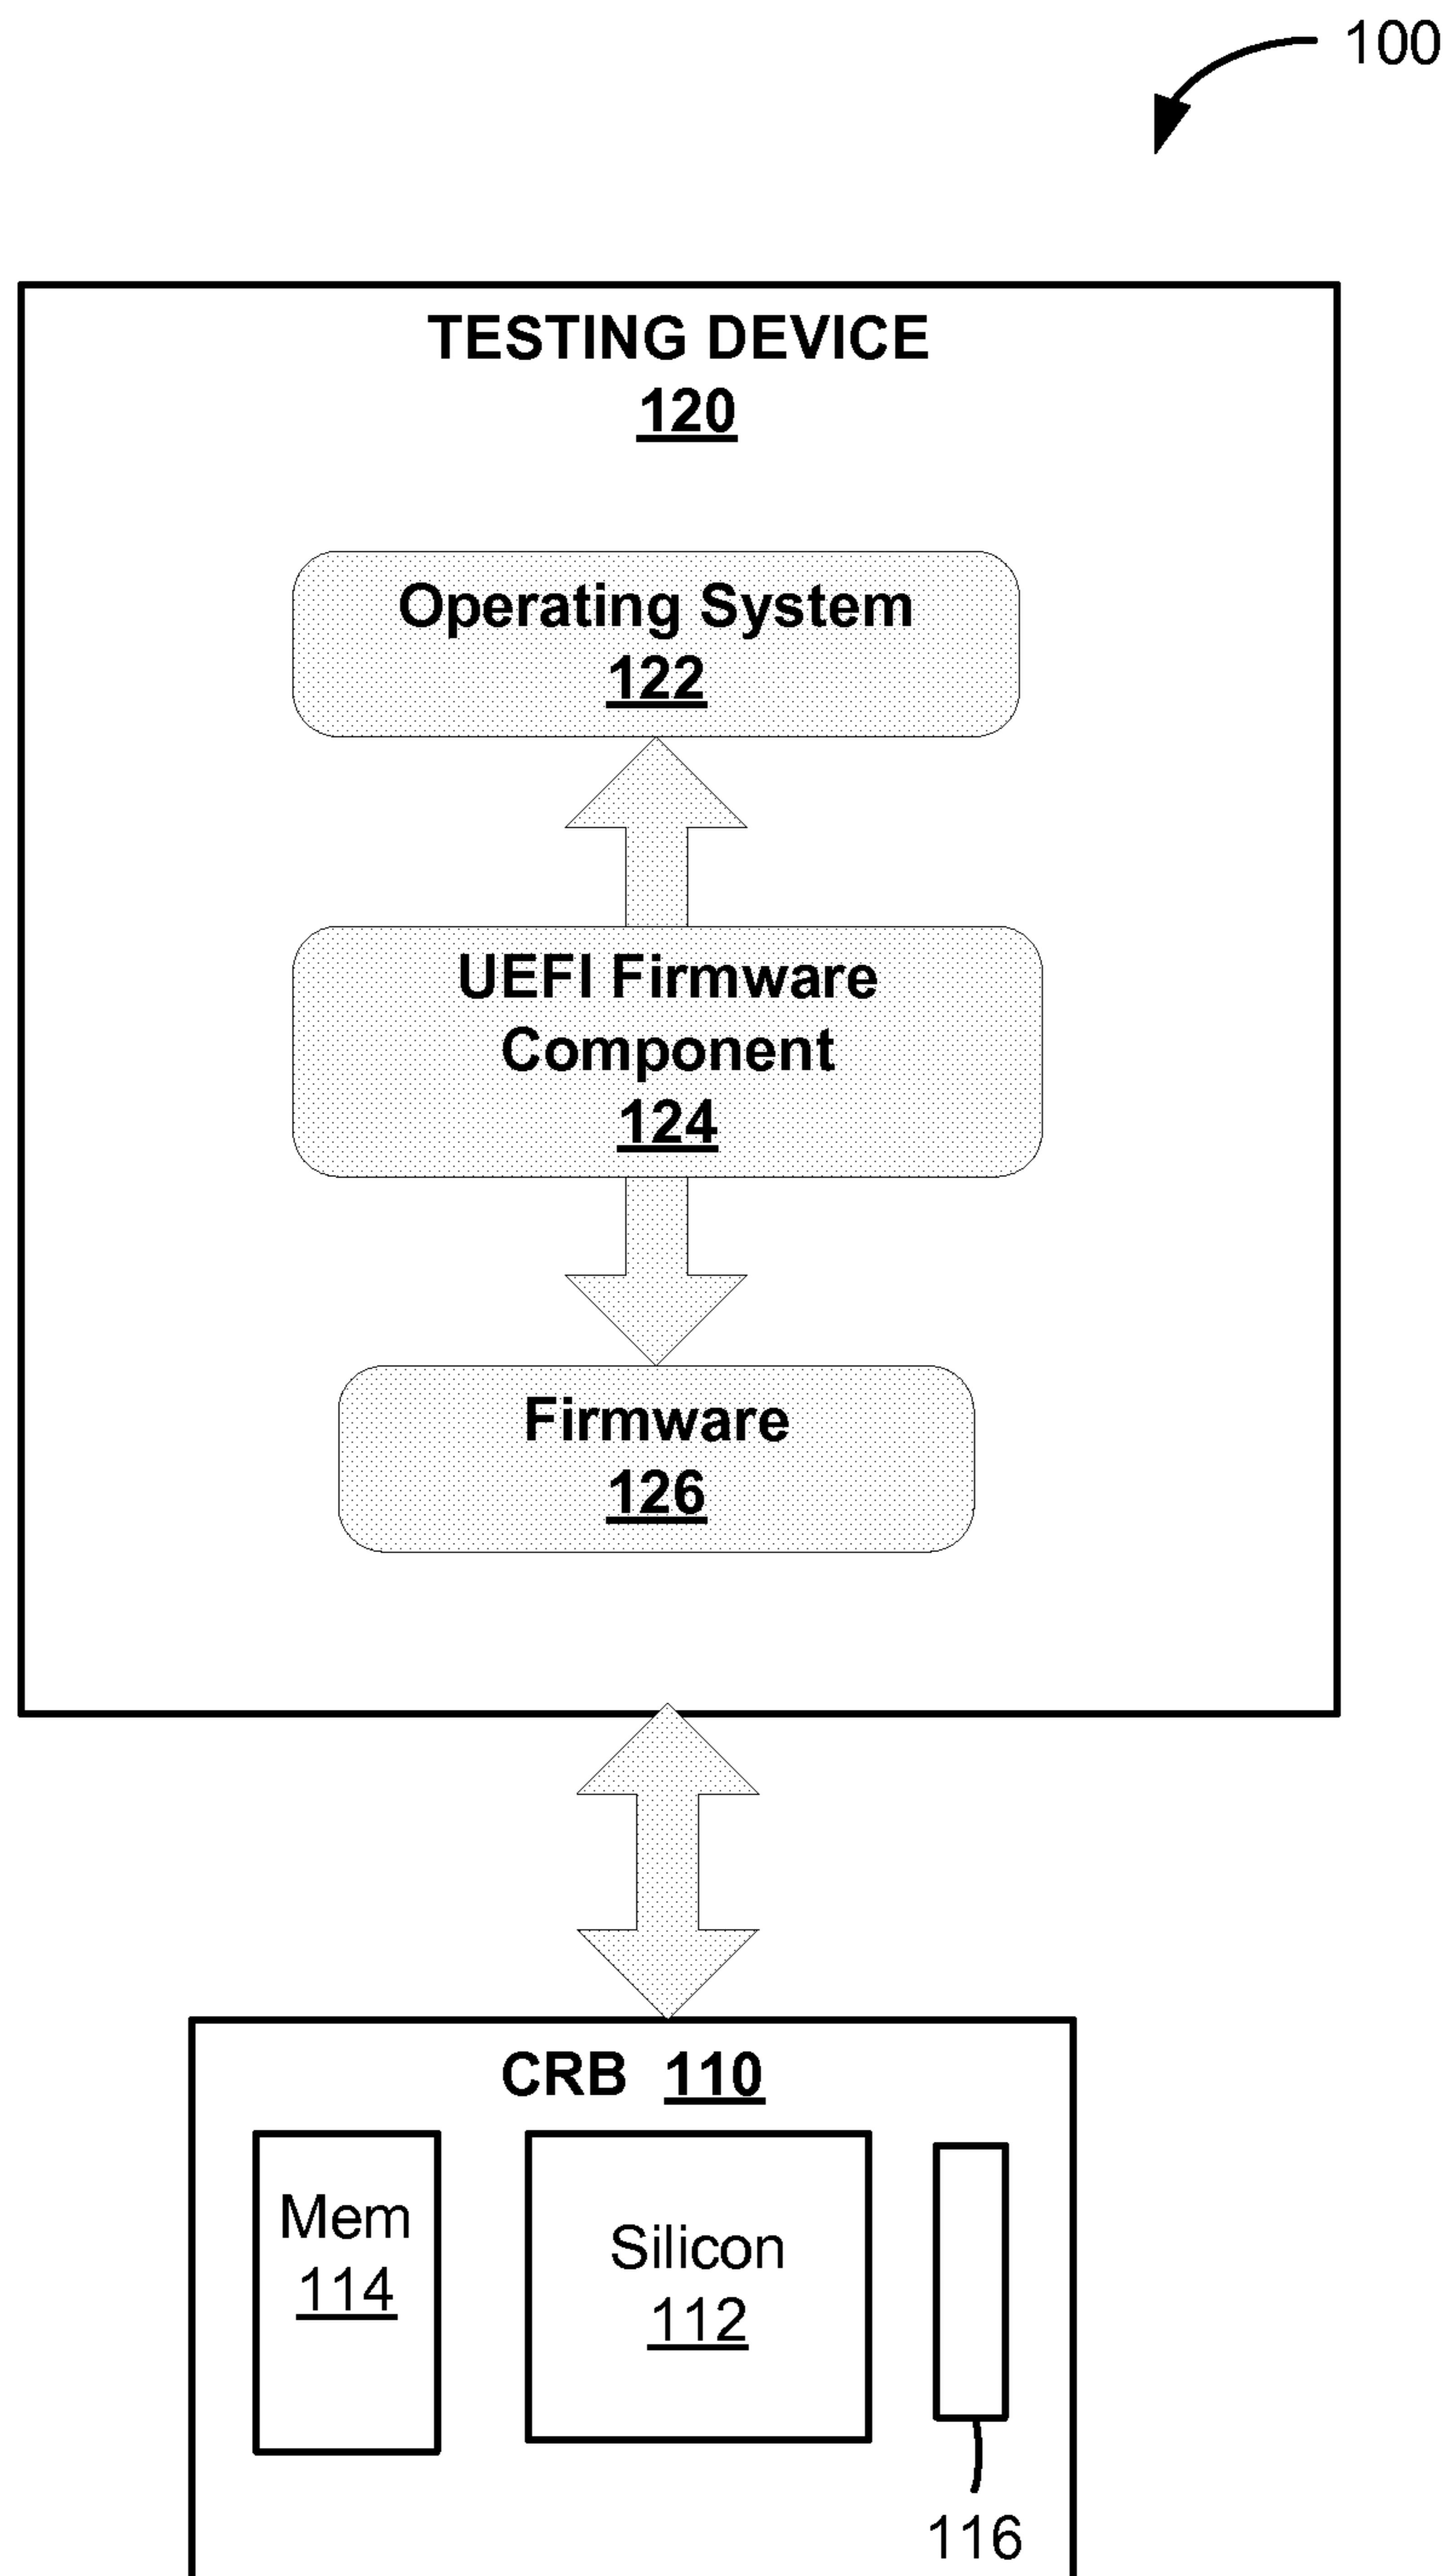 100
TESTING DEVICE
120
Operating System
122
UEFI Firmware
Component
124
Firmware
126
CRB 110
Mem
114
Silicon
112
116